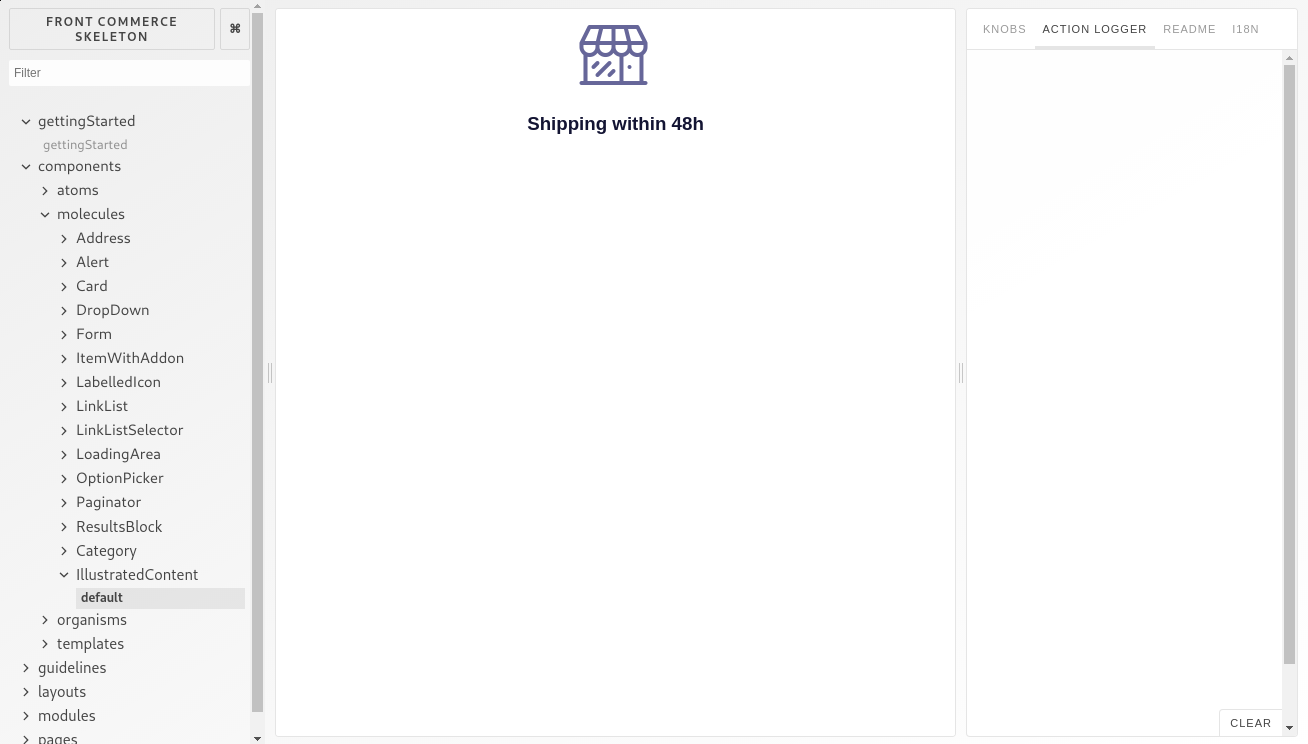 FRONT COMMERCE
SKELETON
⌘
Filter
gettingStarted
gettingStarted
components
atoms
molecules
Address
Alert
Card
DropDown
Form
ItemWithAddon
LabelledIcon
LinkList
LinkListSelector
LoadingArea
OptionPicker
Paginator
ResultsBlock
Category
IllustratedContent
default
organisms
templates
guidelines
layouts
modules
pages
Shipping within 48h
KNOBS ACTION LOGGER README I18N
CLEAR